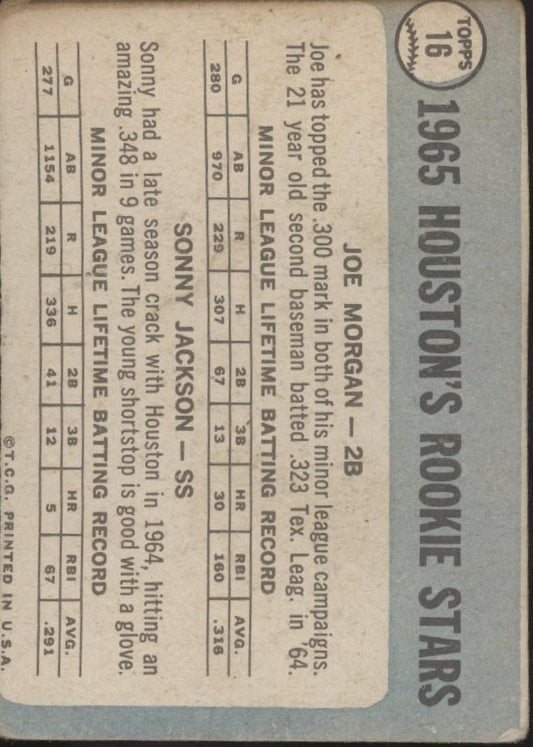 TOPPS
16
1965 HOUSTON'S ROOKIE STARS
JOE MORGAN — 2B
Joe has topped the .300 mark in both of his minor league campaigns.
The 21 year old second baseman batted .323 Tex. Leag. in '64.
MINOR LEAGUE LIFETIME BATTING RECORD
G AB R H 2B 3B HR RBI AVG.
280 970 229 307 67 13 30 160 .316
SONNY JACKSON — SS
Sonny had a late season crack with Houston in 1964, hitting an
amazing .348 in 9 games. The young shortstop is good with a glove.
MINOR LEAGUE LIFETIME BATTING RECORD
G AB R H 2B 3B HR RBI AVG.
277 1154 219 336 41 12 5 67 .291
©T.C.G. PRINTED IN U.S.A.